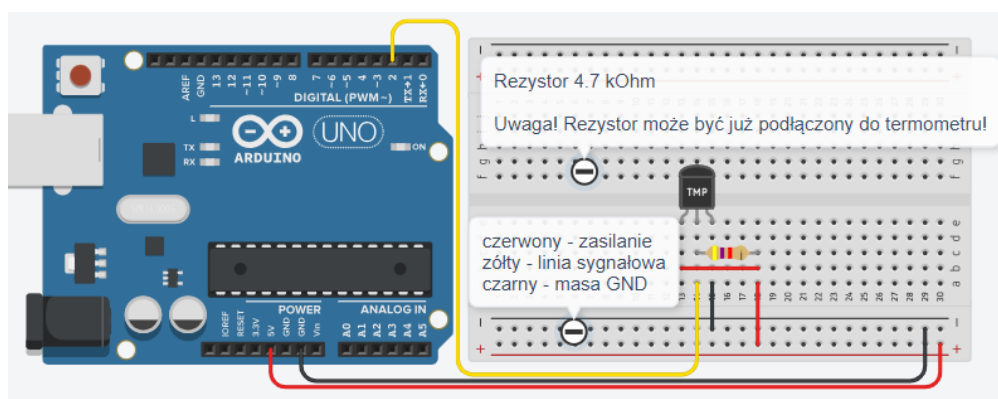 Rezystor 4.7 kOhm
Uwaga! Rezystor może być już podłączony do termometru!
TMP
czerwony - zasilanie
zółty - linia sygnałowa
czarny - masa GND
AREF
GND
13
12
~11
~10
~9
8
7
~6
~5
4
~3
2
TX→1
RX←0
DIGITAL (PWM~)
L
TX
RX
UNO
ON
ARDUINO
POWER
ANALOG IN
IOREF
RESET
3.3V
5V
GND
GND
Vin
A0
A1
A2
A3
A4
A5